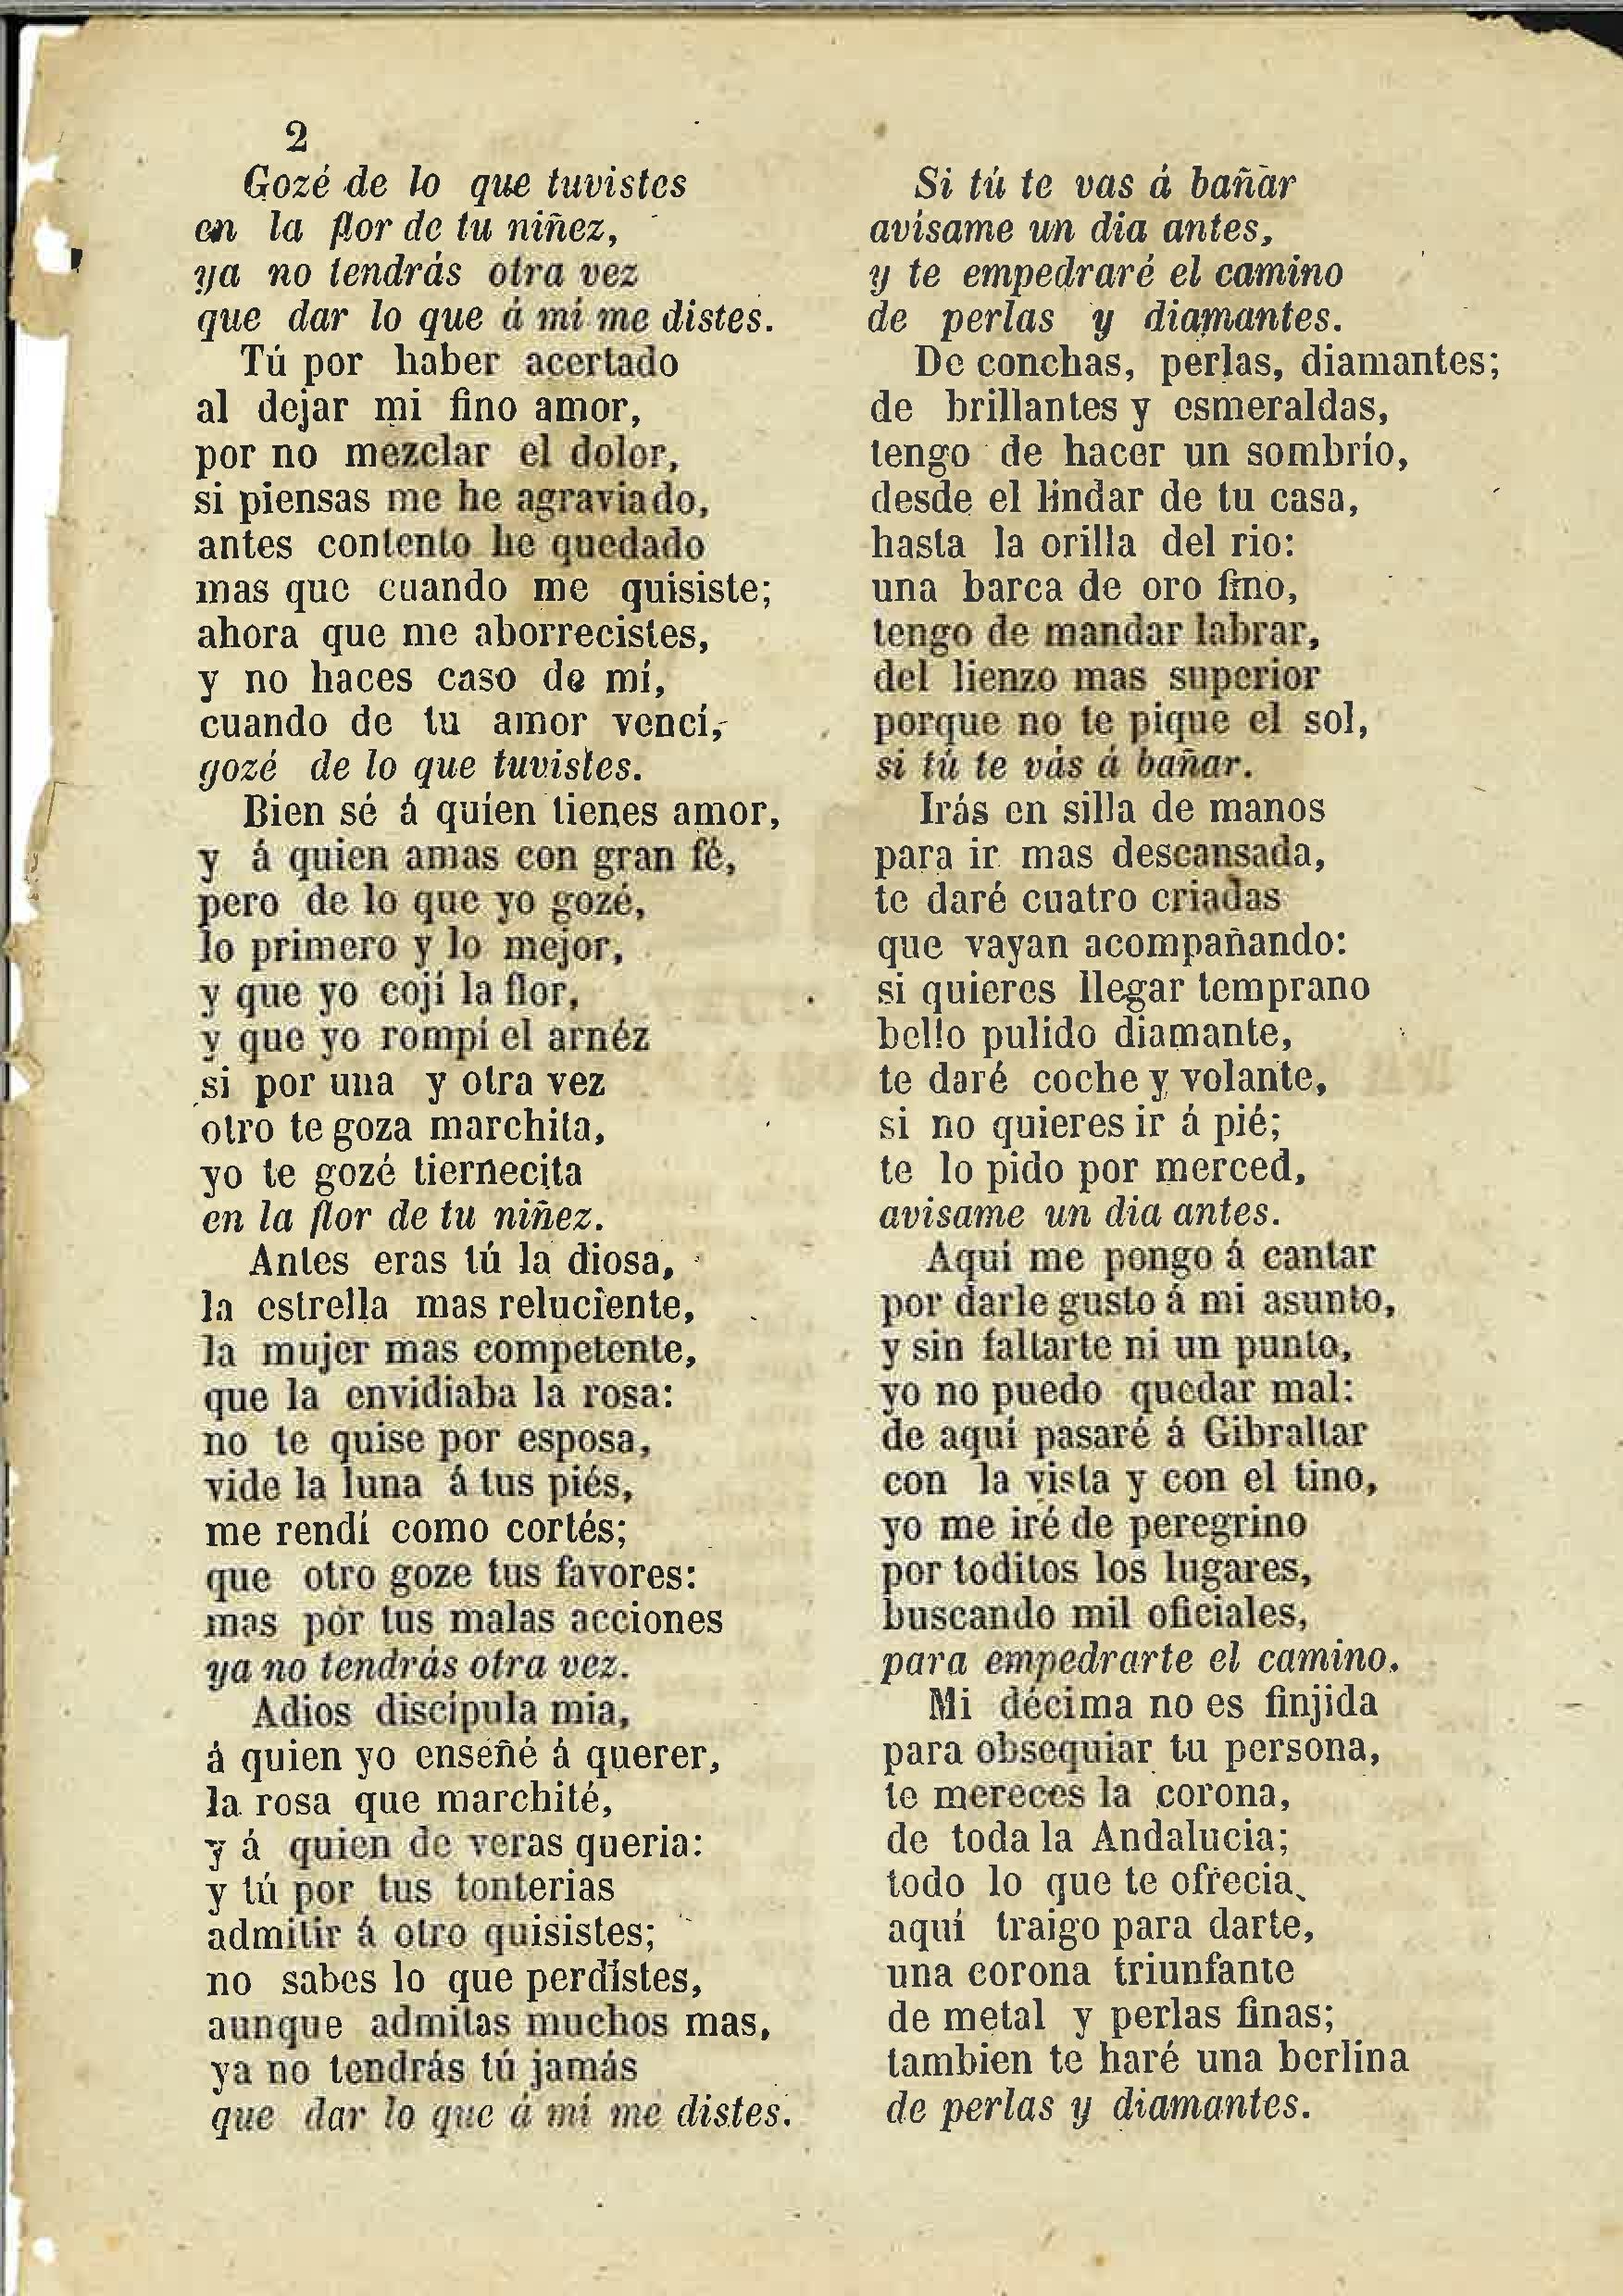 2
Gozé de lo que tuvistes
en la flor de tu niñez,
ya no tendrás otra vez
que dar lo que á mí me distes.
Tú por haber acertado
al dejar mi fino amor,
por no mezclar el dolor,
si piensas me he agraviado,
antes contento he quedado
mas que cuando me quisiste;
ahora que me aborrecistes,
y no haces caso de mí,
cuando de tu amor vencí,
gozé de lo que tuvistes.
Bien sé á quien tienes amor,
y á quien amas con gran fé,
pero de lo que yo gozé,
lo primero y lo mejor,
y que yo cojí la flor,
y que yo rompí el arnéz
si por una y otra vez
otro te goza marchita,
yo te gozé tiernecita
en la flor de tu niñez.
Antes eras tú la diosa,
la estrella mas reluciente,
la mujer mas competente,
que la envidiaba la rosa:
no te quise por esposa,
vide la luna á tus piés,
me rendí como cortés;
que otro goze tus favores:
mas por tus malas acciones
ya no tendrás otra vez.
Adios discípula mia,
á quien yo enseñé á querer,
la rosa que marchité,
y á quien de veras queria:
y tú por tus tonterias
admitir á otro quisistes;
no sabes lo que perdistes,
aunque admitas muchos mas,
ya no tendrás tú jamás
que dar lo que á mí me distes.
Si tú te vas á bañar
avísame un dia antes,
y te empedraré el camino
de perlas y diamantes.
De conchas, perlas, diamantes;
de brillantes y esmeraldas,
tengo de hacer un sombrío,
desde el lindar de tu casa,
hasta la orilla del rio:
una barca de oro fino,
tengo de mandar labrar,
del lienzo mas superior
porque no te pique el sol,
si tú te vás á bañar.
Irás en silla de manos
para ir mas descansada,
te daré cuatro criadas
que vayan acompañando:
si quieres llegar temprano
bello pulido diamante,
te daré coche y volante,
si no quieres ir á pié;
te lo pido por merced,
avisame un dia antes.
Aquí me pongo á cantar
por darle gusto á mi asunto,
y sin faltarte ni un punto,
yo no puedo quedar mal:
de aquí pasaré á Gibraltar
con la vista y con el tino,
yo me iré de peregrino
por toditos los lugares,
buscando mil oficiales,
para empedrarte el camino.
Mi décima no es finjida
para obsequiar tu persona,
te mereces la corona,
de toda la Andalucia;
todo lo que te ofrecia,
aquí traigo para darte,
una corona triunfante
de metal y perlas finas;
tambien te haré una berlina
de perlas y diamantes.